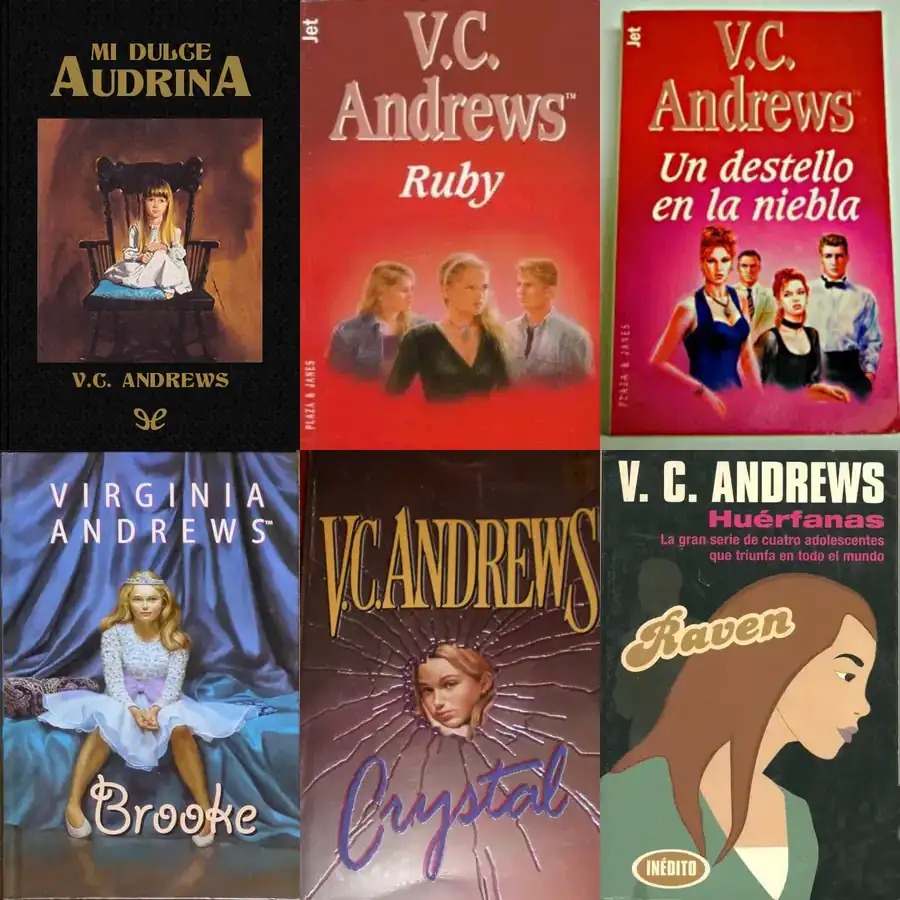 MI DULCE
AUDRINA
V.C. ANDREWS
Jet
V.C.
Andrews™
Ruby
PLAZA & JANES
Jet
V.C.
Andrews™
Un destello
en la niebla
PLAZA & JANES
VIRGINIA
ANDREWS™
Brooke
V.C. ANDREWS
Crystal
V. C. ANDREWS
Huérfanas
La gran serie de cuatro adolescentes
que triunfa en todo el mundo
Raven
INÉDITO